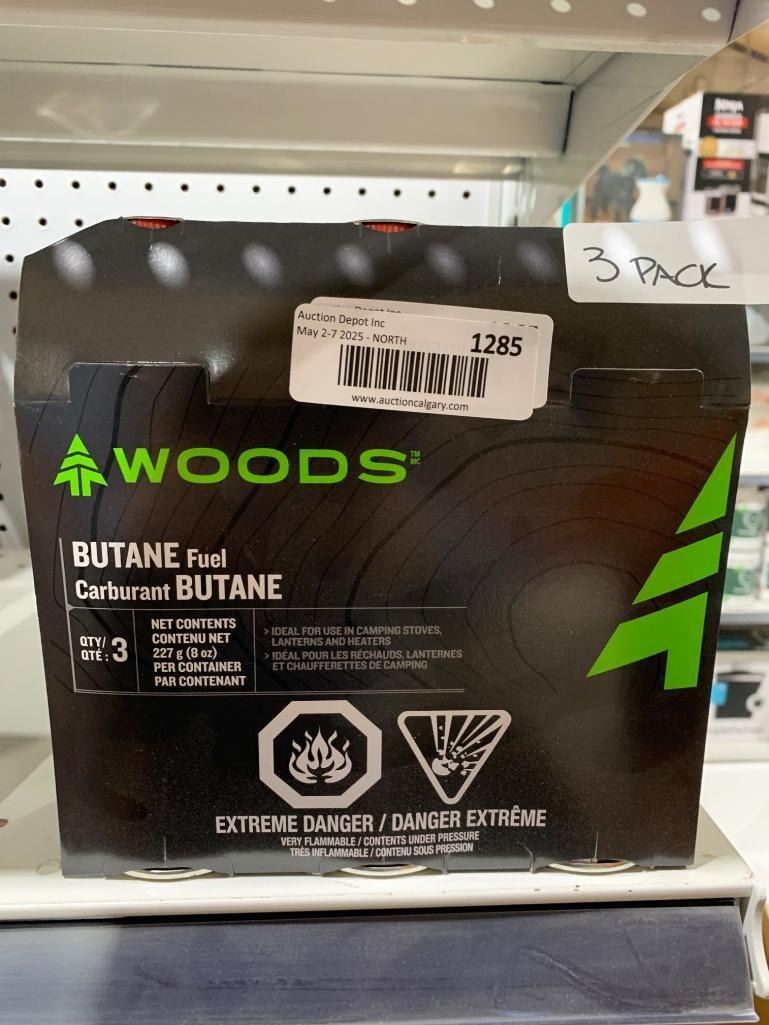 NINJA
3 PACK
Auction Depot Inc
May 2-7 2025 - NORTH
1285
www.auctioncalgary.com
WOODS™
MC
BUTANE Fuel
Carburant BUTANE
QTY/
QTÉ : 3
NET CONTENTS
CONTENU NET
227 g (8 oz)
PER CONTAINER
PAR CONTENANT
> IDEAL FOR USE IN CAMPING STOVES,
LANTERNS AND HEATERS
> IDÉAL POUR LES RÉCHAUDS, LANTERNES
ET CHAUFFERETTES DE CAMPING
EXTREME DANGER / DANGER EXTRÊME
VERY FLAMMABLE / CONTENTS UNDER PRESSURE
TRÈS INFLAMMABLE / CONTENU SOUS PRESSION